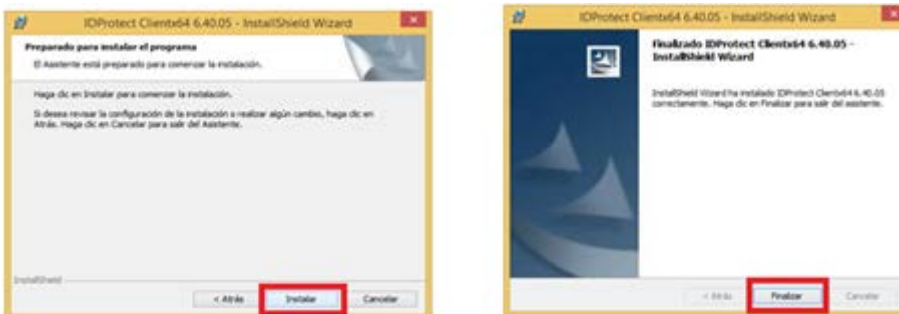 IDProtect Clientx64 6.40.05 - InstallShield Wizard
Preparado para instalar el programa
El Asistente está preparado para comenzar la instalación.
Haga clic en Instalar para comenzar la instalación.
Si desea revisar la configuración de la instalación o realizar algún cambio, haga clic en
Atrás. Haga clic en Cancelar para salir del Asistente.
InstallShield
< Atrás
Instalar
Cancelar
IDProtect Clientx64 6.40.05 - InstallShield Wizard
Finalizado IDProtect Clientx64 6.40.05 -
InstallShield Wizard
InstallShield Wizard ha instalado IDProtect Clientx64 6.40.05
correctamente. Haga clic en Finalizar para salir del asistente.
< Atrás
Finalizar
Cancelar